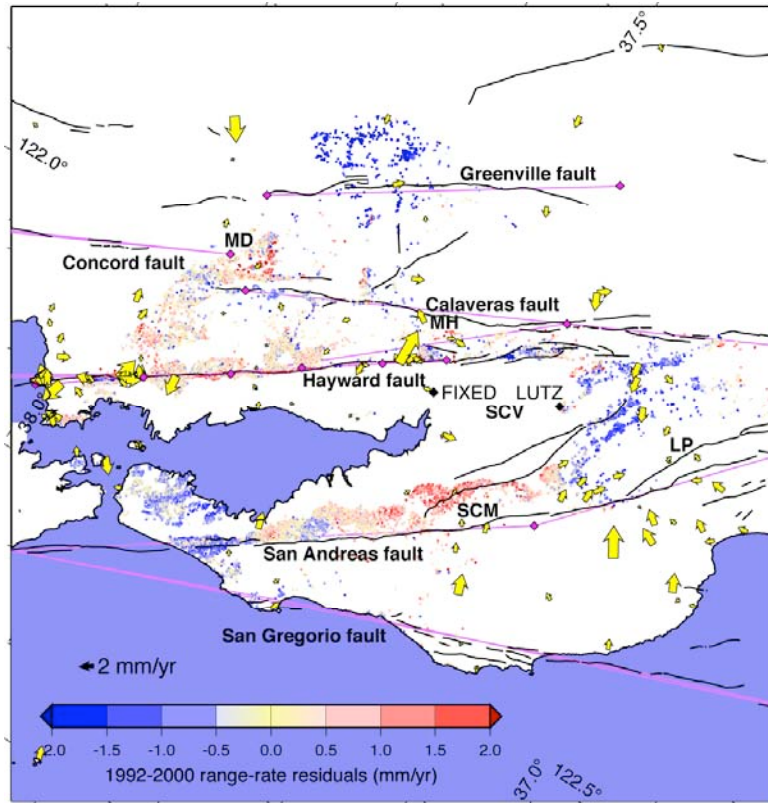 37.5°
122.0°
Greenville fault
MD
Concord fault
Calaveras fault
MH
Hayward fault
FIXED LUTZ
SCV
38.0°
LP
SCM
San Andreas fault
San Gregorio fault
2 mm/yr
-2.0 -1.5 -1.0 -0.5 0.0 0.5 1.0 1.5 2.0
1992-2000 range-rate residuals (mm/yr)
37.0° 122.5°